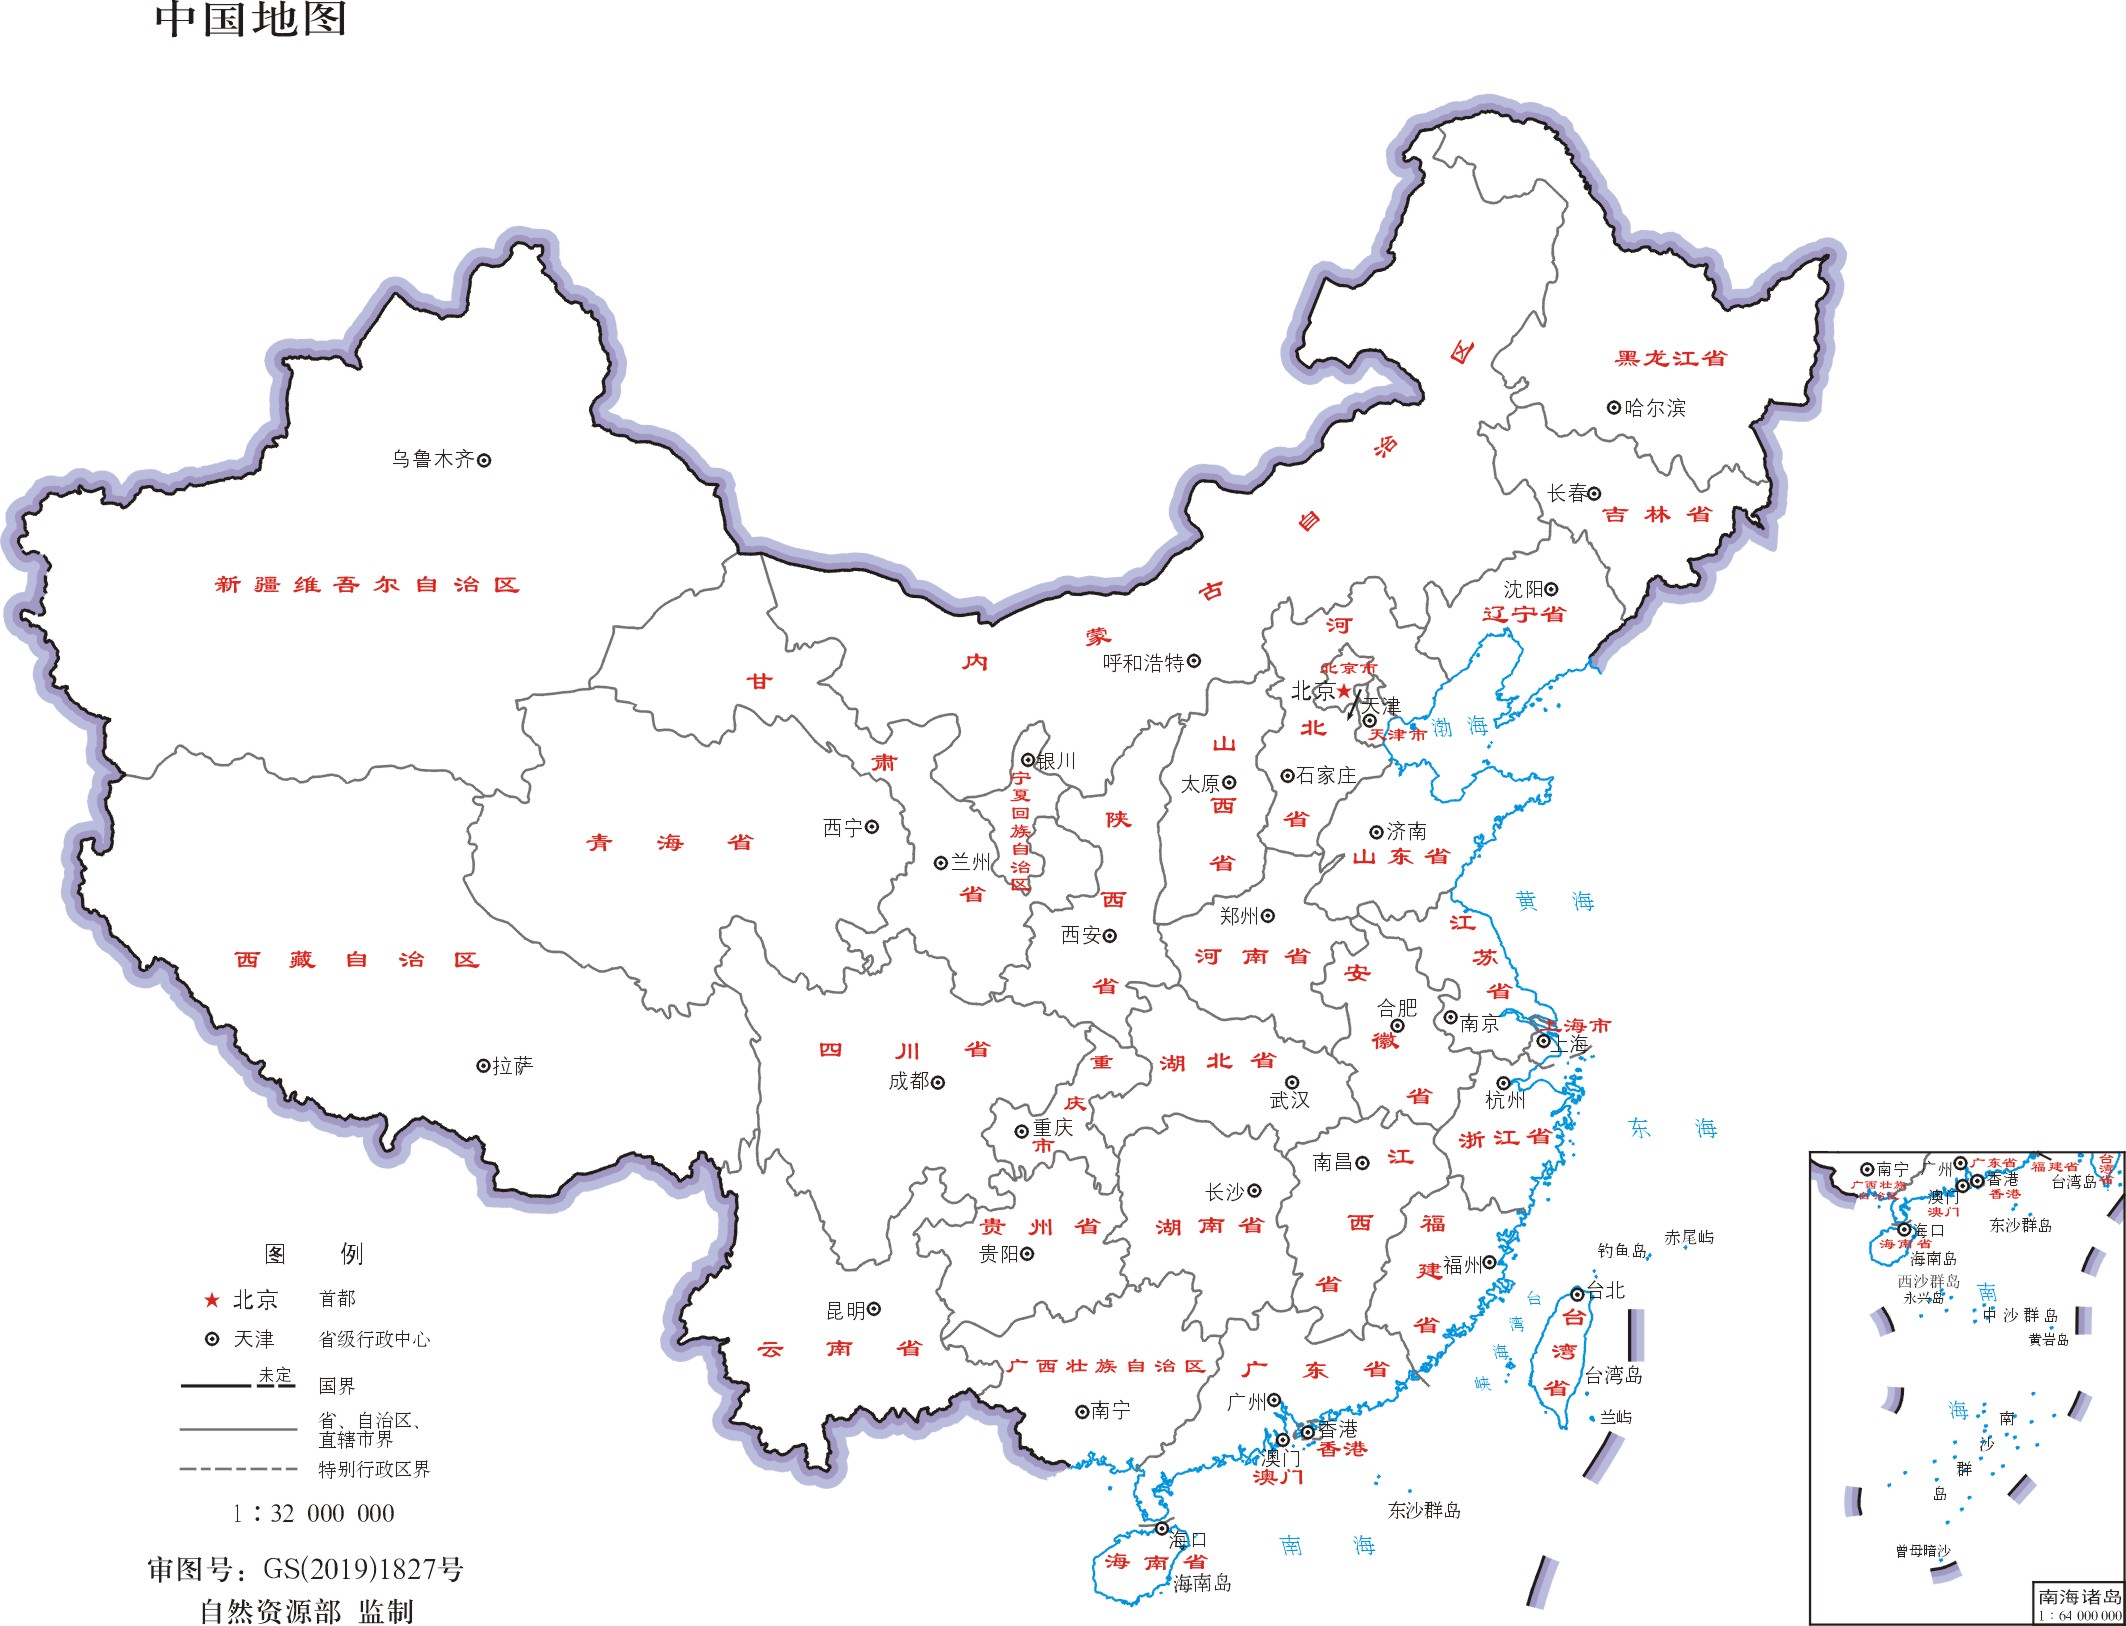 中国地图
黑龙江省
哈尔滨
内蒙古自治区
呼和浩特
乌鲁木齐
新疆维吾尔自治区
长春
吉林省
沈阳
辽宁省
河北省
北京市
北京
天津
天津市
渤海
石家庄
甘肃省
兰州
银川
宁夏回族自治区
山西省
太原
陕西省
西安
青海省
西宁
济南
山东省
黄海
郑州
河南省
江苏省
南京
安徽省
合肥
上海市
上海
西藏自治区
拉萨
四川省
成都
重庆市
重庆
湖北省
武汉
杭州
浙江省
东海
南昌
江西省
长沙
湖南省
贵州省
贵阳
福建省
福州
钓鱼岛
赤尾屿
台北
台湾省
台湾岛
台湾海峡
兰屿
昆明
云南省
广西壮族自治区
南宁
广东省
广州
香港
香港
澳门
澳门
东沙群岛
南海
海口
海南省
海南岛
图例
北京 首都
天津 省级行政中心
未定
国界
省、自治区、
直辖市界
特别行政区界
1：32 000 000
审图号：GS(2019)1827号
自然资源部 监制
南宁
广州
广东省
福建省
台湾省
广西壮族
自治区
香港
香港
台湾岛
澳门
澳门
东沙群岛
海口
海南省
海南岛
西沙群岛
永兴岛
南海
中沙群岛
黄岩岛
南沙群岛
曾母暗沙
南海诸岛
1：64 000 000